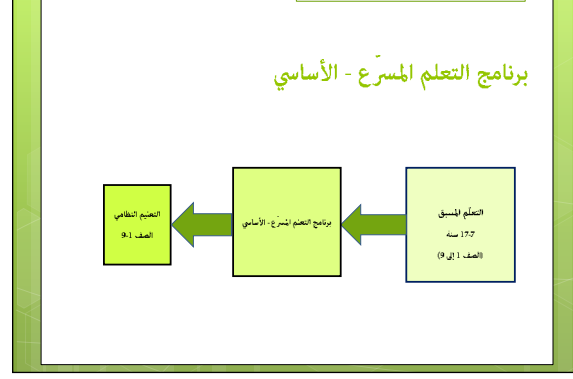 برنامج التعلم المسرّع - الأساسي
التعلّم المسبق
7-17 سنة
(الصف 1 إلى 9)
برنامج التعلم المسرّع - الأساسي
التعليم النظامي
الصف 1-9